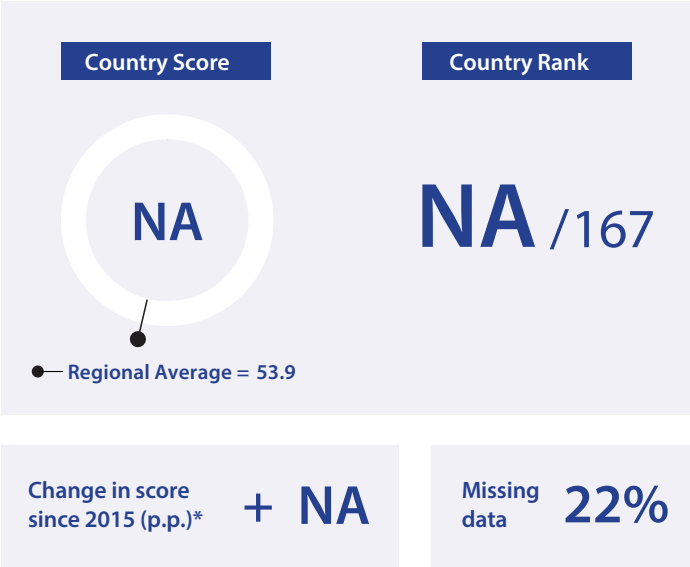 Country Score
Country Rank
NA
NA /167
Regional Average = 53.9
Change in score
since 2015 (p.p.)*
+ NA
Missing
data
22%